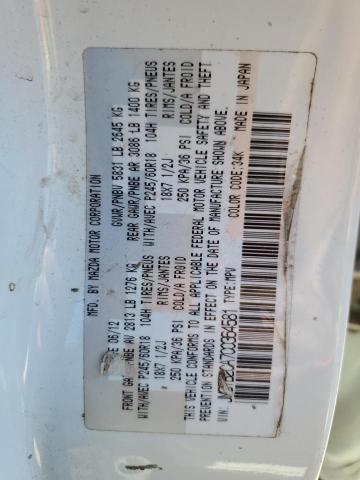 MFD. BY MAZDA MOTOR CORPORATION
E 06/12 GVWR/PNBV 5831 LB 2645 KG
FRONT GA /PNBE AV 2813 LB 1276 KG REAR GAWR/PNBE AR 3086 LB 1400 KG
WITH/AVEC P245/60R18 104H TIRES/PNEUS WITH/AVEC P245/60R18 104H TIRES/PNEUS
18X7 1/2J RIMS/JANTES 18X7 1/2J RIMS/JANTES
250 KPA/36 PSI COLD/A FROID 250 KPA/36 PSI COLD/A FROID
THIS VEHICLE CONFORMS TO ALL APPLICABLE FEDERAL MOTOR VEHICLE SAFETY AND THEFT
PREVENTION STANDARDS IN EFFECT ON THE DATE OF MANUFACTURE SHOWN ABOVE.
VIN: TYPE:MPV COLOR:34K MADE IN JAPAN